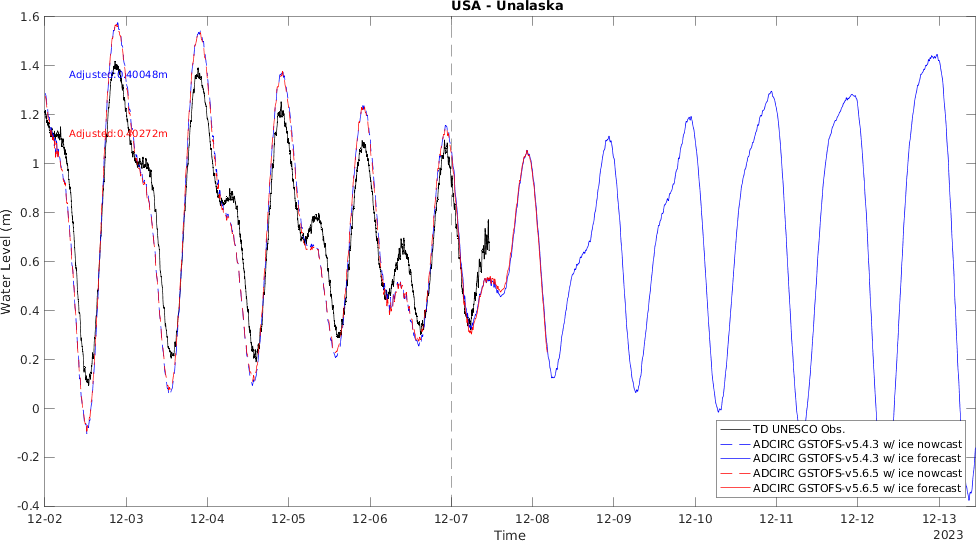 USA - Unalaska
1.6
1.4
1.2
1
0.8
0.6
0.4
0.2
0
-0.2
-0.4
Water Level (m)
Adjusted:0.40048m
Adjusted:0.40272m
TD UNESCO Obs.
ADCIRC GSTOFS-v5.4.3 w/ ice nowcast
ADCIRC GSTOFS-v5.4.3 w/ ice forecast
ADCIRC GSTOFS-v5.6.5 w/ ice nowcast
ADCIRC GSTOFS-v5.6.5 w/ ice forecast
12-02 12-03 12-04 12-05 12-06 12-07 12-08 12-09 12-10 12-11 12-12 12-13
Time
2023